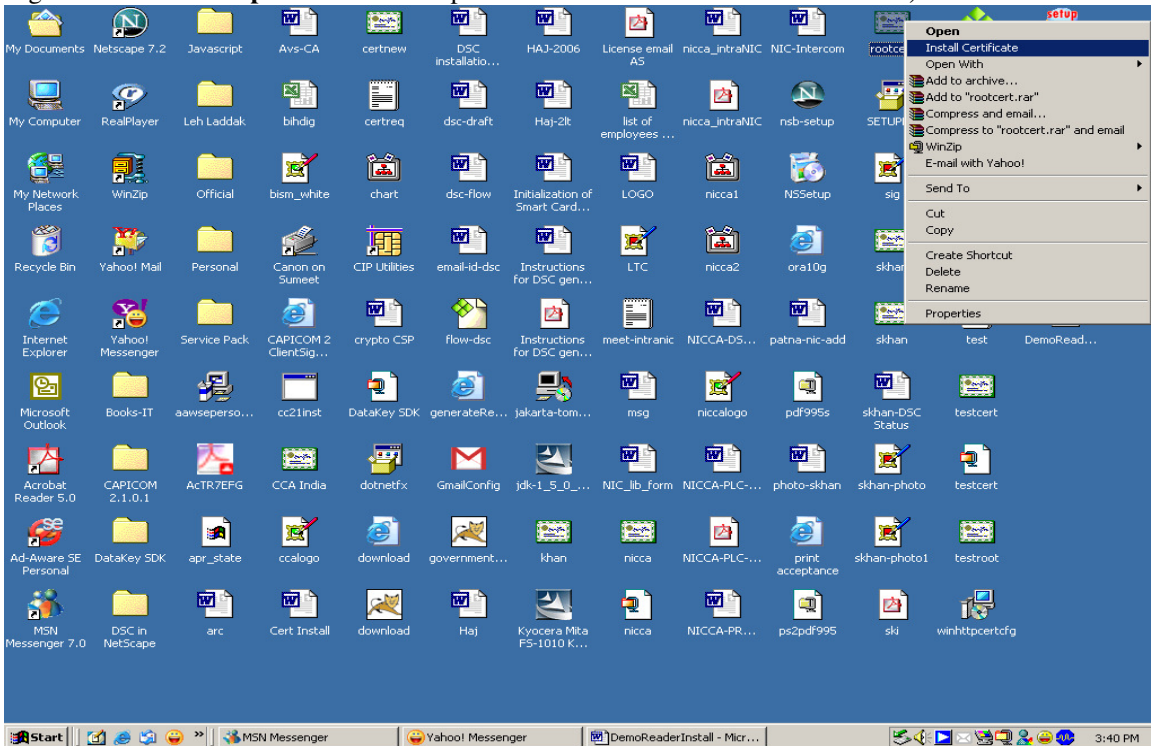 setup
My Documents Netscape 7.2 Javascript Avs-CA certnew DSC installatio... HAJ-2006 License email AS nicca_intraNIC NIC-Intercom
Open
Install Certificate
Open With
Add to archive...
Add to "rootcert.rar"
Compress and email...
Compress to "rootcert.rar" and email
WinZip
E-mail with Yahoo!
Send To
Cut
Copy
Create Shortcut
Delete
Rename
Properties
My Computer RealPlayer Leh Laddak bihdig certreq dsc-draft Haj-2lt list of employees ... nicca_intraNIC nsb-setup
My Network Places WinZip Official bism_white chart dsc-flow Initialization of Smart Card... LOGO nicca1 NSSetup sig
Recycle Bin Yahoo! Mail Personal Canon on Sumeet CIP Utilities email-id-dsc Instructions for DSC gen... LTC nicca2 ora10g
Internet Explorer Yahoo! Messenger Service Pack CAPICOM 2 ClientSig... crypto CSP flow-dsc Instructions for DSC gen... meet-intranic NICCA-DS... patna-nic-add skhan test DemoRead...
Microsoft Outlook Books-IT aawseperso... cc21inst DataKey SDK generateRe... jakarta-tom... msg niccalogo pdf995s skhan-DSC Status testcert
Acrobat Reader 5.0 CAPICOM 2.1.0.1 AcTR7EFG CCA India dotnetfx GmailConfig jdk-1_5_0_... NIC_lib_form NICCA-PLC-... photo-skhan skhan-photo testcert
Ad-Aware SE Personal DataKey SDK apr_state ccalogo download government... khan nicca NICCA-PLC-... print acceptance skhan-photo1 testroot
MSN Messenger 7.0 DSC in NetScape arc Cert Install download Haj Kyocera Mita FS-1010 K... nicca NICCA-PR... ps2pdf995 ski winhttpcertcfg
Start MSN Messenger Yahoo! Messenger DemoReaderInstall - Micr... 3:40 PM